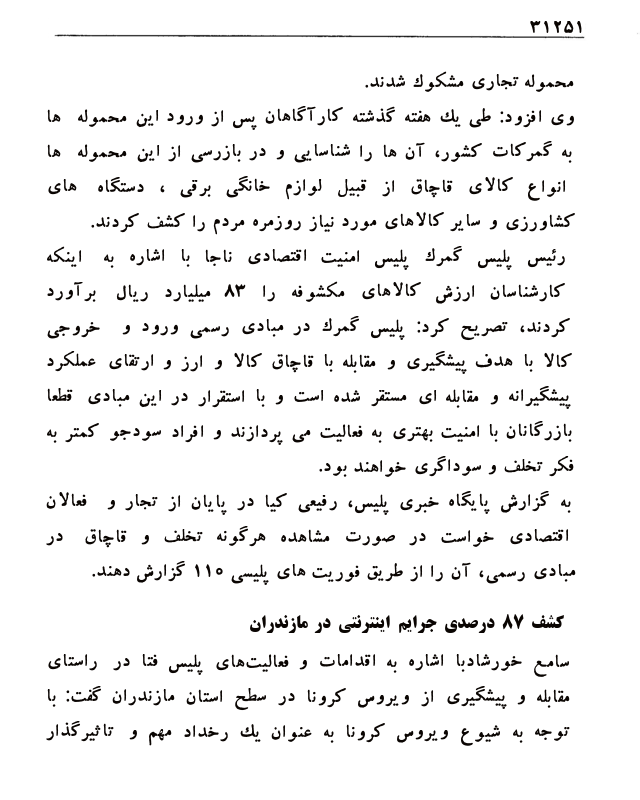 ۳۱۲۵۱
محموله تجاری مشکوک شدند.
وی افزود: طی یک هفته گذشته کارآگاهان پس از ورود این محموله ها
به گمرکات کشور، آن ها را شناسایی و در بازرسی از این محموله ها
انواع کالای قاچاق از قبیل لوازم خانگی برقی ، دستگاه های
کشاورزی و سایر کالاهای مورد نیاز روزمره مردم را کشف کردند.
رئیس پلیس گمرک پلیس امنیت اقتصادی ناجا با اشاره به اینکه
کارشناسان ارزش کالاهای مکشوفه را ۸۳ میلیارد ریال برآورد
کردند، تصریح کرد: پلیس گمرک در مبادی رسمی ورود و خروجی
کالا با هدف پیشگیری و مقابله با قاچاق کالا و ارز و ارتقای عملکرد
پیشگیرانه و مقابله ای مستقر شده است و با استقرار در این مبادی قطعا
بازرگانان با امنیت بهتری به فعالیت می پردازند و افراد سودجو کمتر به
فکر تخلف و سوداگری خواهند بود.
به گزارش پایگاه خبری پلیس، رفیعی کیا در پایان از تجار و فعالان
اقتصادی خواست در صورت مشاهده هرگونه تخلف و قاچاق در
مبادی رسمی، آن را از طریق فوریت های پلیسی ۱۱۰ گزارش دهند.
کشف ۸۷ درصدی جرایم اینترنتی در مازندران
سامع خورشادبا اشاره به اقدامات و فعالیت‌های پلیس فتا در راستای
مقابله و پیشگیری از ویروس کرونا در سطح استان مازندران گفت: با
توجه به شیوع ویروس کرونا به عنوان یک رخداد مهم و تاثیرگذار